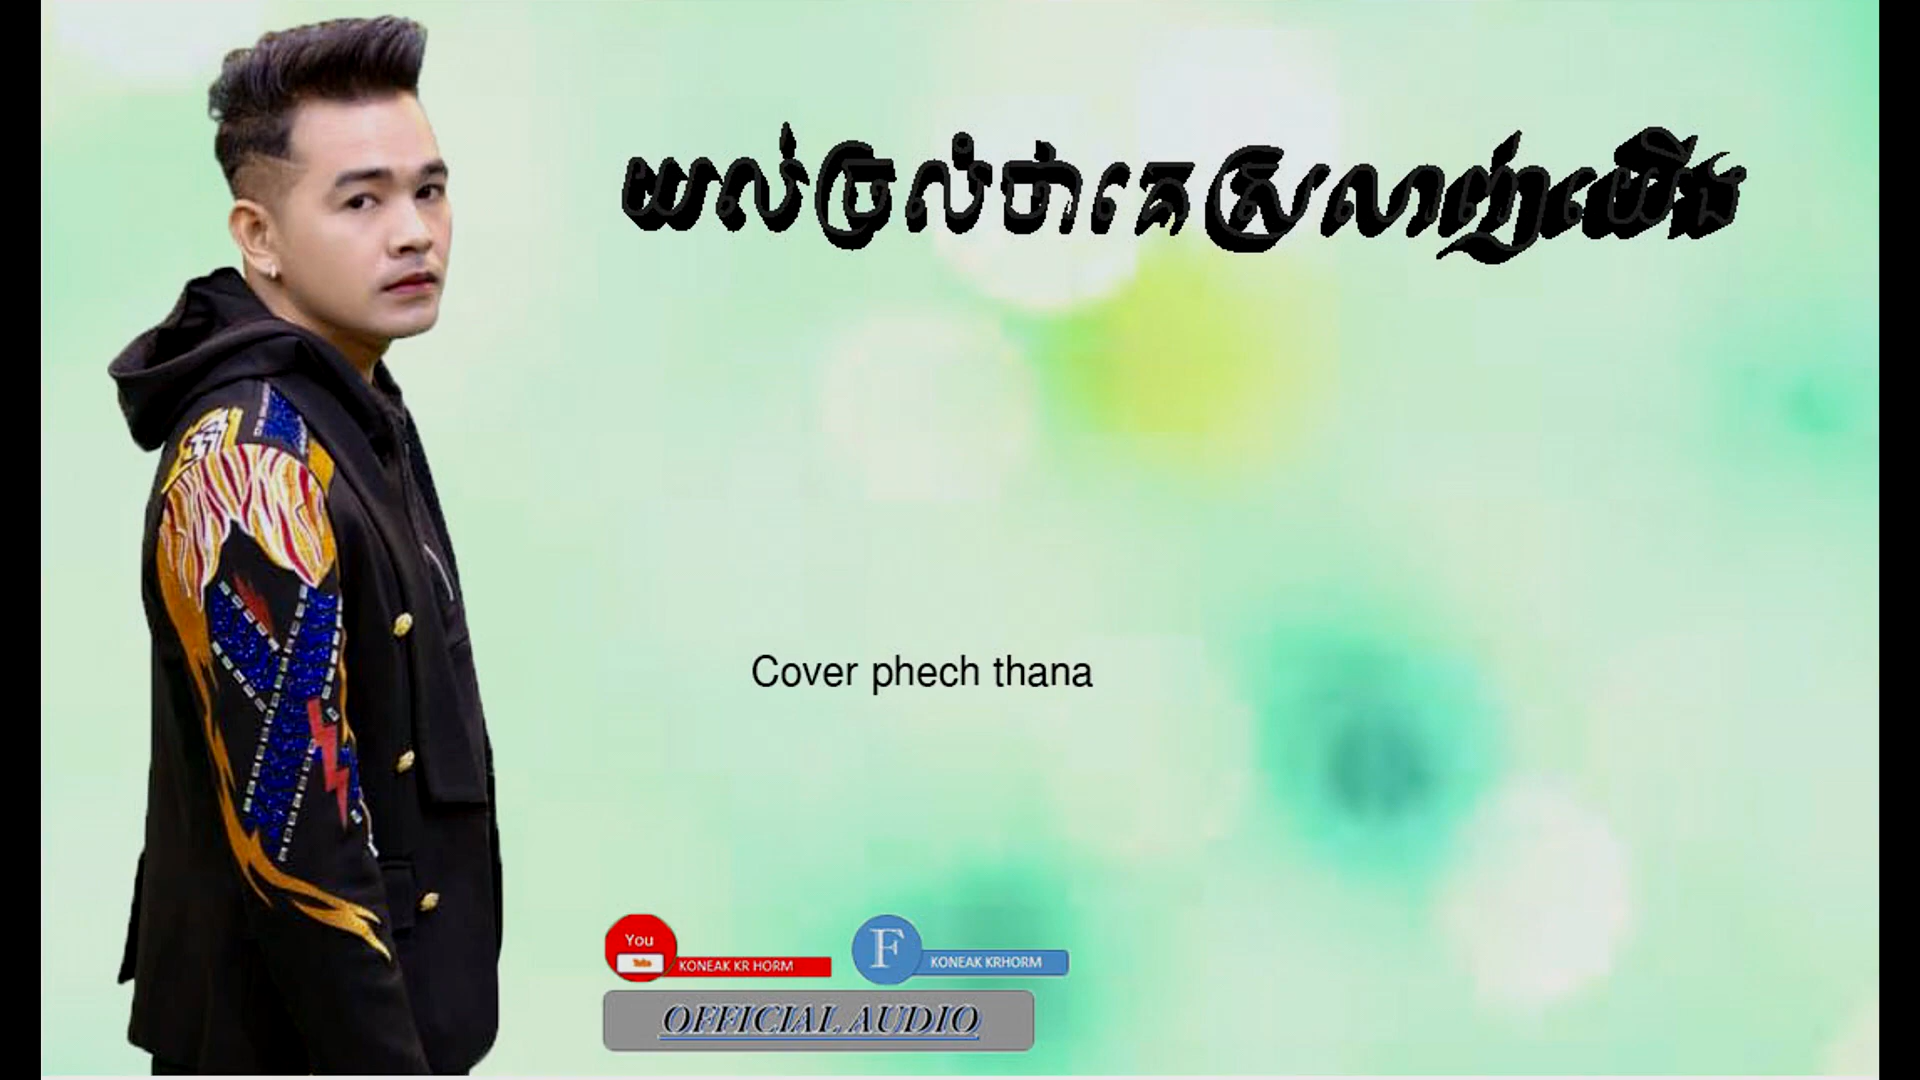 យល់ច្រលំថាគេស្រលាញ់យើង
Cover phech thana
You
Tube
KONEAK KR HORM
F
KONEAK KRHORM
OFFICIAL AUDIO